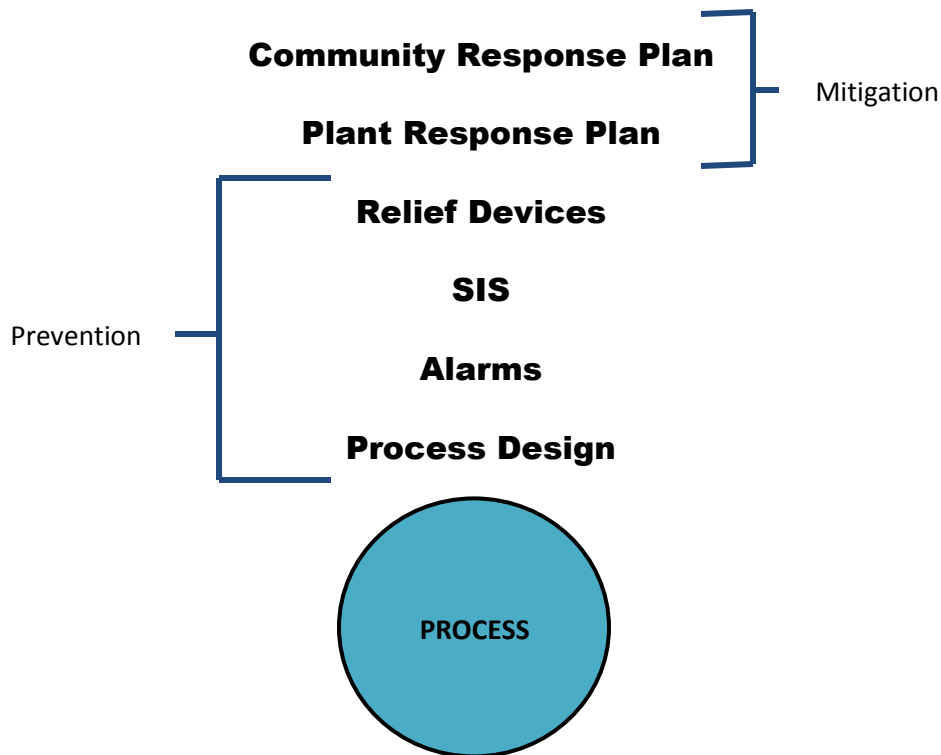 Community Response Plan
Mitigation
Plant Response Plan
Relief Devices
SIS
Prevention
Alarms
Process Design
PROCESS